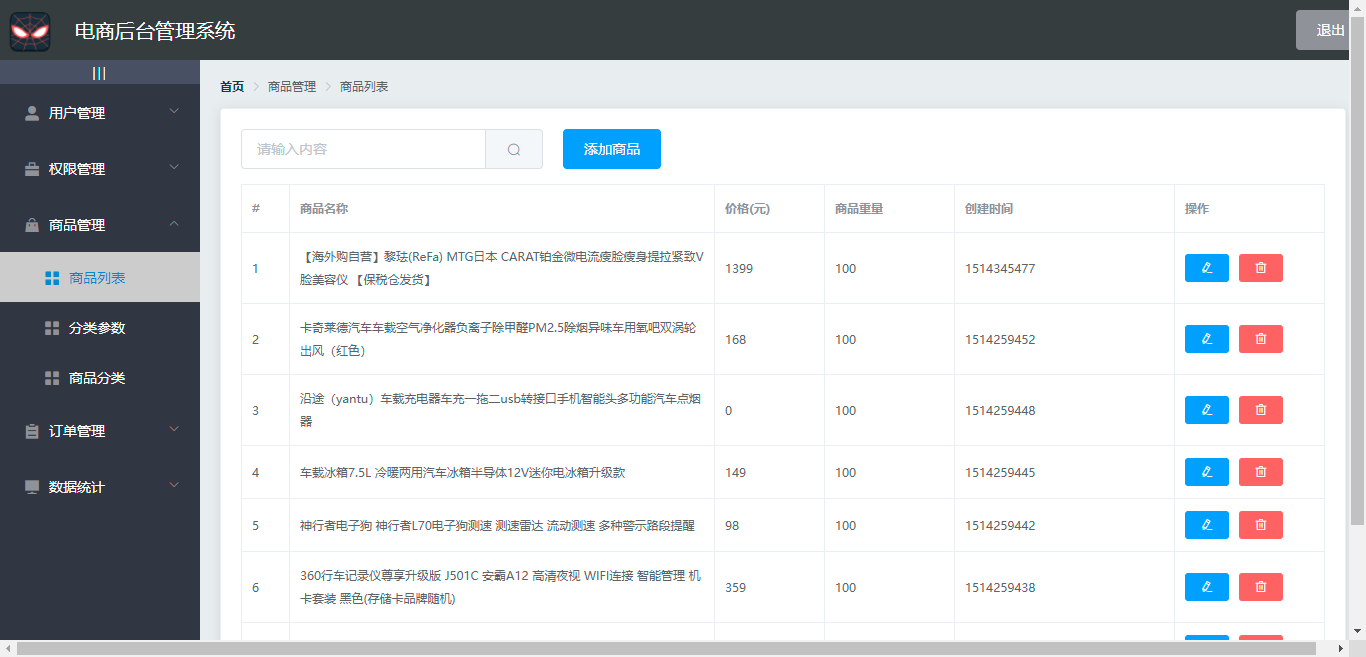 电商后台管理系统
退出
|||
用户管理
权限管理
商品管理
商品列表
分类参数
商品分类
订单管理
数据统计
首页 > 商品管理 > 商品列表
请输入内容
添加商品
# 商品名称 价格(元) 商品重量 创建时间 操作
1 【海外购自营】黎珐(ReFa) MTG日本 CARAT铂金微电流瘦脸瘦身提拉紧致V
脸美容仪 【保税仓发货】 1399 100 1514345477
2 卡奇莱德汽车车载空气净化器负离子除甲醛PM2.5除烟异味车用氧吧双涡轮
出风（红色） 168 100 1514259452
3 沿途（yantu）车载充电器车充一拖二usb转接口手机智能头多功能汽车点烟
器 0 100 1514259448
4 车载冰箱7.5L 冷暖两用汽车冰箱半导体12V迷你电冰箱升级款 149 100 1514259445
5 神行者电子狗 神行者L70电子狗测速 测速雷达 流动测速 多种警示路段提醒 98 100 1514259442
6 360行车记录仪尊享升级版 J501C 安霸A12 高清夜视 WIFI连接 智能管理 机
卡套装 黑色(存储卡品牌随机) 359 100 1514259438